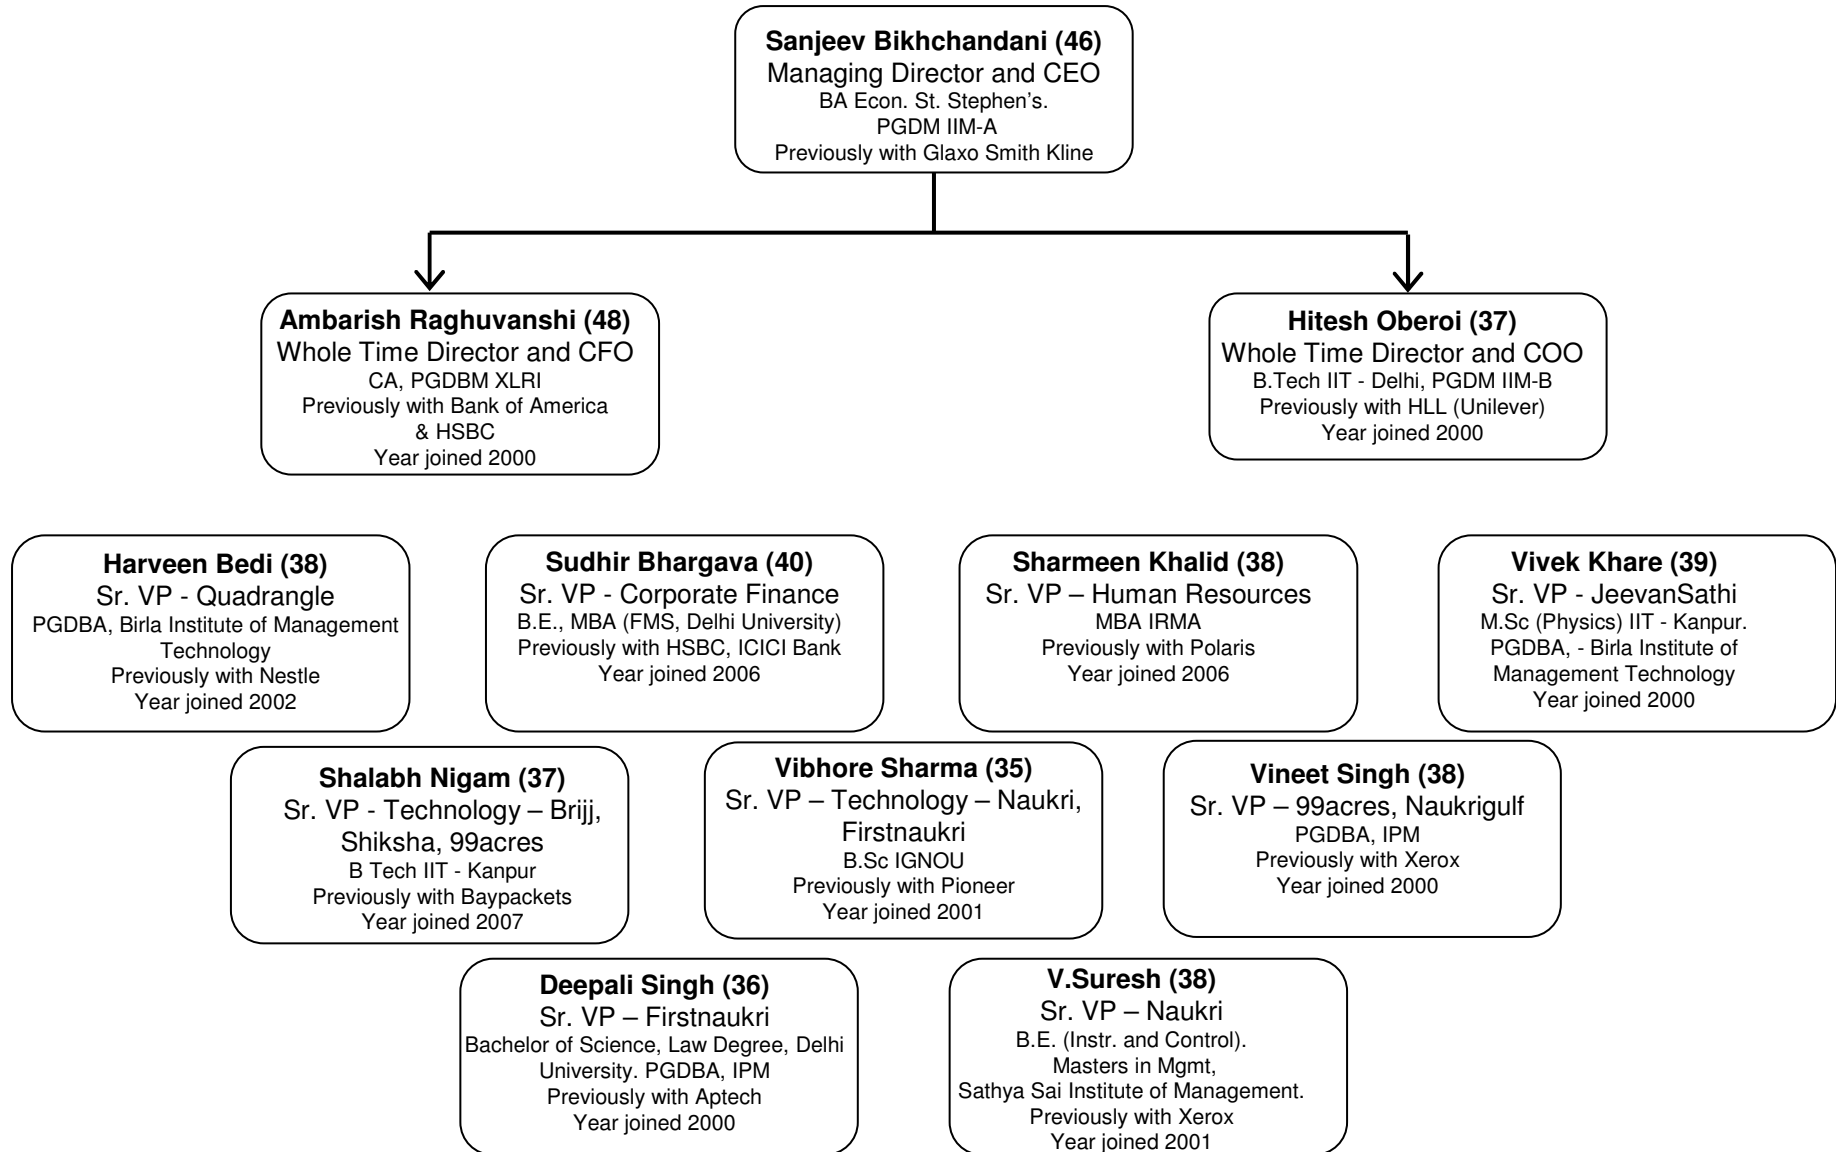 Sanjeev Bikhchandani (46)
Managing Director and CEO
BA Econ. St. Stephen's.
PGDM IIM-A
Previously with Glaxo Smith Kline
Ambarish Raghuvanshi (48)
Whole Time Director and CFO
CA, PGDBM XLRI
Previously with Bank of America
& HSBC
Year joined 2000
Hitesh Oberoi (37)
Whole Time Director and COO
B.Tech IIT - Delhi, PGDM IIM-B
Previously with HLL (Unilever)
Year joined 2000
Harveen Bedi (38)
Sr. VP - Quadrangle
PGDBA, Birla Institute of Management
Technology
Previously with Nestle
Year joined 2002
Sudhir Bhargava (40)
Sr. VP - Corporate Finance
B.E., MBA (FMS, Delhi University)
Previously with HSBC, ICICI Bank
Year joined 2006
Sharmeen Khalid (38)
Sr. VP – Human Resources
MBA IRMA
Previously with Polaris
Year joined 2006
Vivek Khare (39)
Sr. VP - JeevanSathi
M.Sc (Physics) IIT - Kanpur.
PGDBA, - Birla Institute of
Management Technology
Year joined 2000
Shalabh Nigam (37)
Sr. VP - Technology – Brijj,
Shiksha, 99acres
B Tech IIT - Kanpur
Previously with Baypackets
Year joined 2007
Vibhore Sharma (35)
Sr. VP – Technology – Naukri,
Firstnaukri
B.Sc IGNOU
Previously with Pioneer
Year joined 2001
Vineet Singh (38)
Sr. VP – 99acres, Naukrigulf
PGDBA, IPM
Previously with Xerox
Year joined 2000
Deepali Singh (36)
Sr. VP – Firstnaukri
Bachelor of Science, Law Degree, Delhi
University. PGDBA, IPM
Previously with Aptech
Year joined 2000
V.Suresh (38)
Sr. VP – Naukri
B.E. (Instr. and Control).
Masters in Mgmt,
Sathya Sai Institute of Management.
Previously with Xerox
Year joined 2001